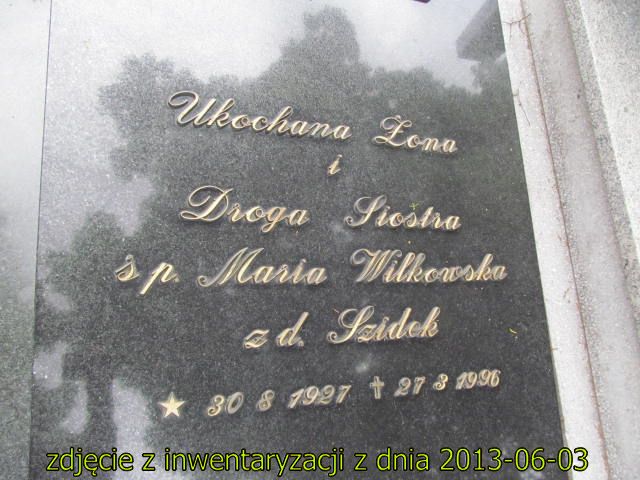 Ukochana Żona
i
Droga Siostra
ś p. Maria Wilkowska
z d. Szidek
30 8 1927 † 27 3 1996
zdjęcie z inwentaryzacji z dnia 2013-06-03